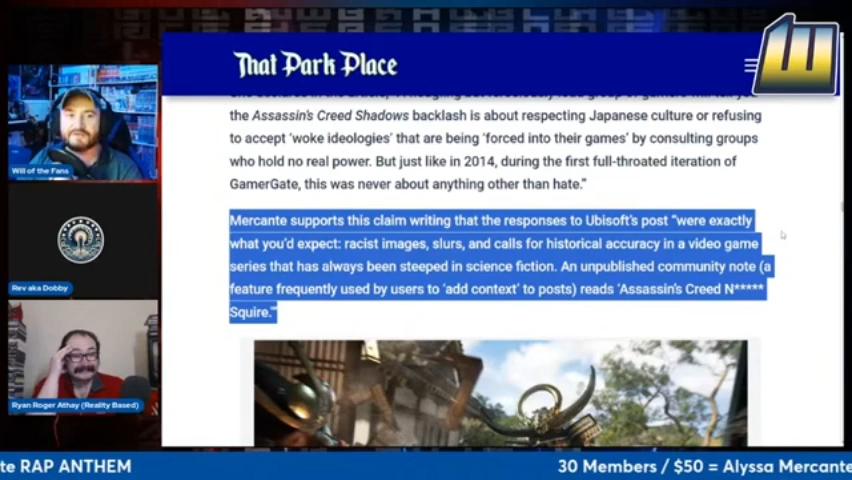 That Park Place
the Assassin's Creed Shadows backlash is about respecting Japanese culture or refusing
to accept 'woke ideologies' that are being 'forced into their games' by consulting groups
who hold no real power. But just like in 2014, during the first full-throated iteration of
GamerGate, this was never about anything other than hate."
Mercante supports this claim writing that the responses to Ubisoft's post "were exactly
what you'd expect: racist images, slurs, and calls for historical accuracy in a video game
series that has always been steeped in science fiction. An unpublished community note (a
feature frequently used by users to 'add context' to posts) reads 'Assassin's Creed N*****
Squire.'"
Will of the Fans
Rev aka Dobby
Ryan Roger Athay (Reality Based)
te RAP ANTHEM
30 Members / $50 = Alyssa Mercante